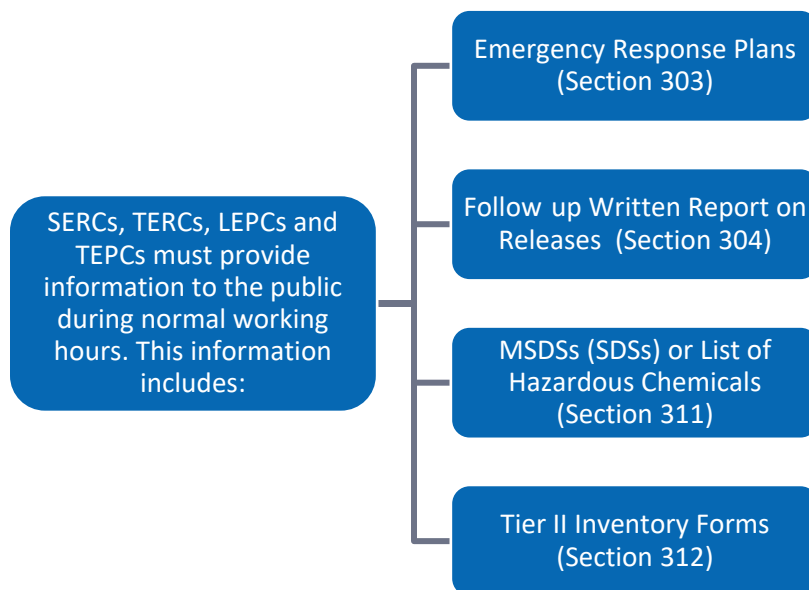 SERCs, TERCs, LEPCs and
TEPCs must provide
information to the public
during normal working
hours. This information
includes:
Emergency Response Plans
(Section 303)
Follow up Written Report on
Releases (Section 304)
MSDSs (SDSs) or List of
Hazardous Chemicals
(Section 311)
Tier II Inventory Forms
(Section 312)